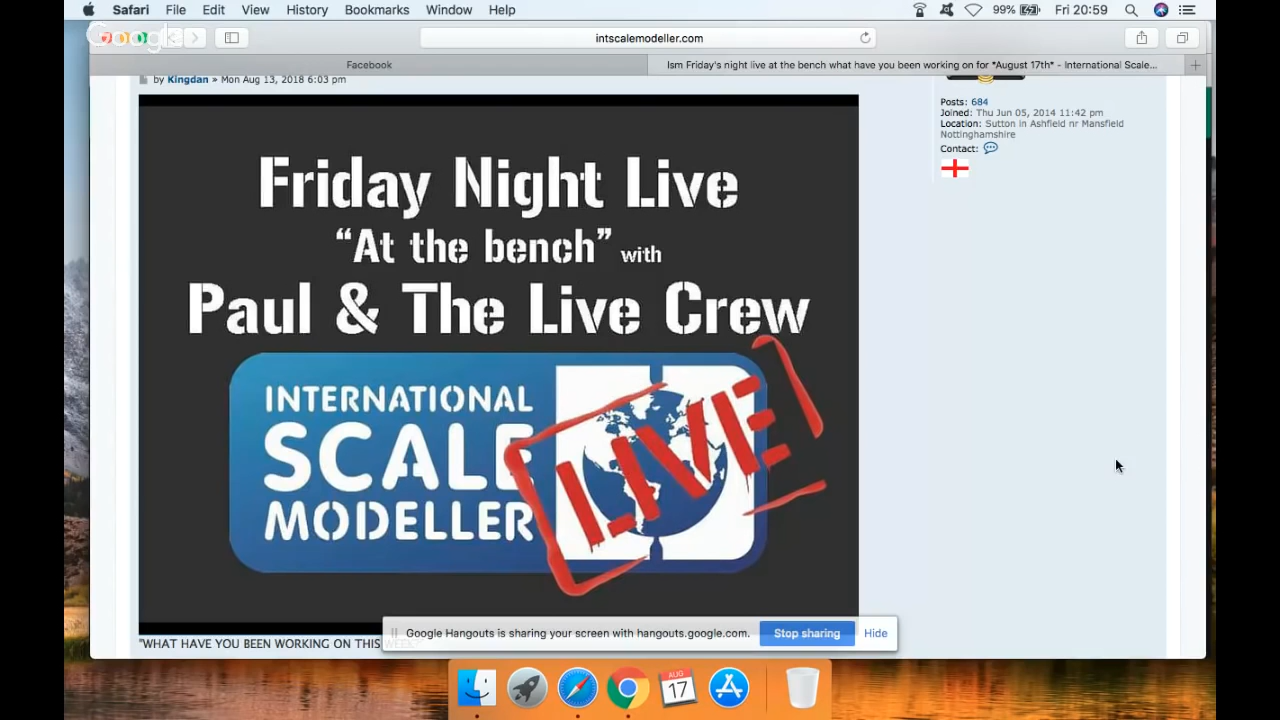 Safari File Edit View History Bookmarks Window Help 99% Fri 20:59
Google
intscalemodeller.com
Facebook
Ism Friday's night live at the bench what have you been working on for *August 17th* - International Scale...
by Kingdan » Mon Aug 13, 2018 6:03 pm
Posts: 684
Joined: Thu Jun 05, 2014 11:42 pm
Location: Sutton in Ashfield nr Mansfield
Nottinghamshire
Contact:
Friday Night Live
“At the bench” with
Paul & The Live Crew
INTERNATIONAL
SCALE
MODELLER
LIVE
Google Hangouts is sharing your screen with hangouts.google.com. Stop sharing Hide
"WHAT HAVE YOU BEEN WORKING ON THIS
AUG
17